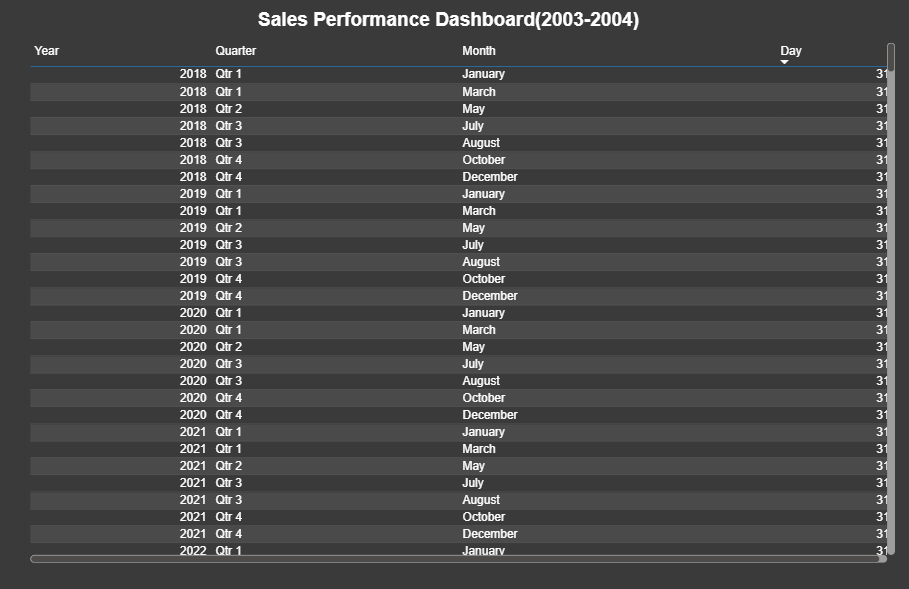 Sales Performance Dashboard(2003-2004)
Year Quarter Month Day
2018 Qtr 1 January 31
2018 Qtr 1 March 31
2018 Qtr 2 May 31
2018 Qtr 3 July 31
2018 Qtr 3 August 31
2018 Qtr 4 October 31
2018 Qtr 4 December 31
2019 Qtr 1 January 31
2019 Qtr 1 March 31
2019 Qtr 2 May 31
2019 Qtr 3 July 31
2019 Qtr 3 August 31
2019 Qtr 4 October 31
2019 Qtr 4 December 31
2020 Qtr 1 January 31
2020 Qtr 1 March 31
2020 Qtr 2 May 31
2020 Qtr 3 July 31
2020 Qtr 3 August 31
2020 Qtr 4 October 31
2020 Qtr 4 December 31
2021 Qtr 1 January 31
2021 Qtr 1 March 31
2021 Qtr 2 May 31
2021 Qtr 3 July 31
2021 Qtr 3 August 31
2021 Qtr 4 October 31
2021 Qtr 4 December 31
2022 Qtr 1 January 31